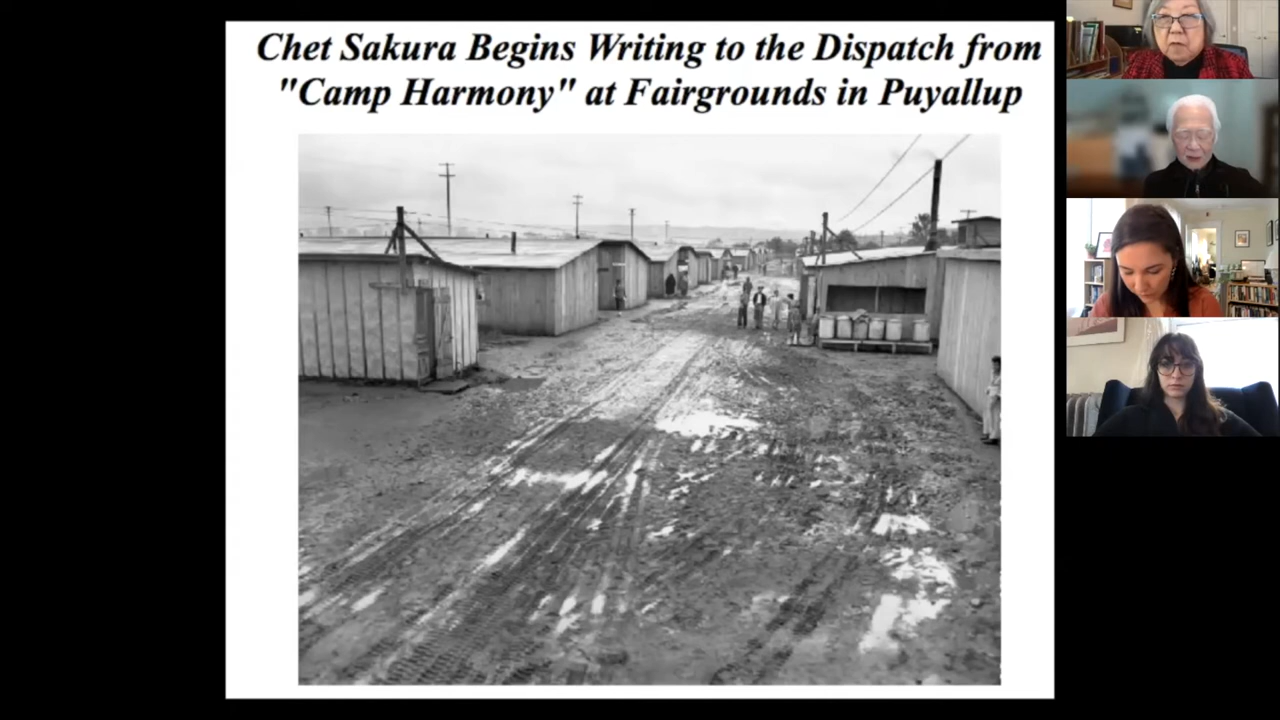 Chet Sakura Begins Writing to the Dispatch from
"Camp Harmony" at Fairgrounds in Puyallup